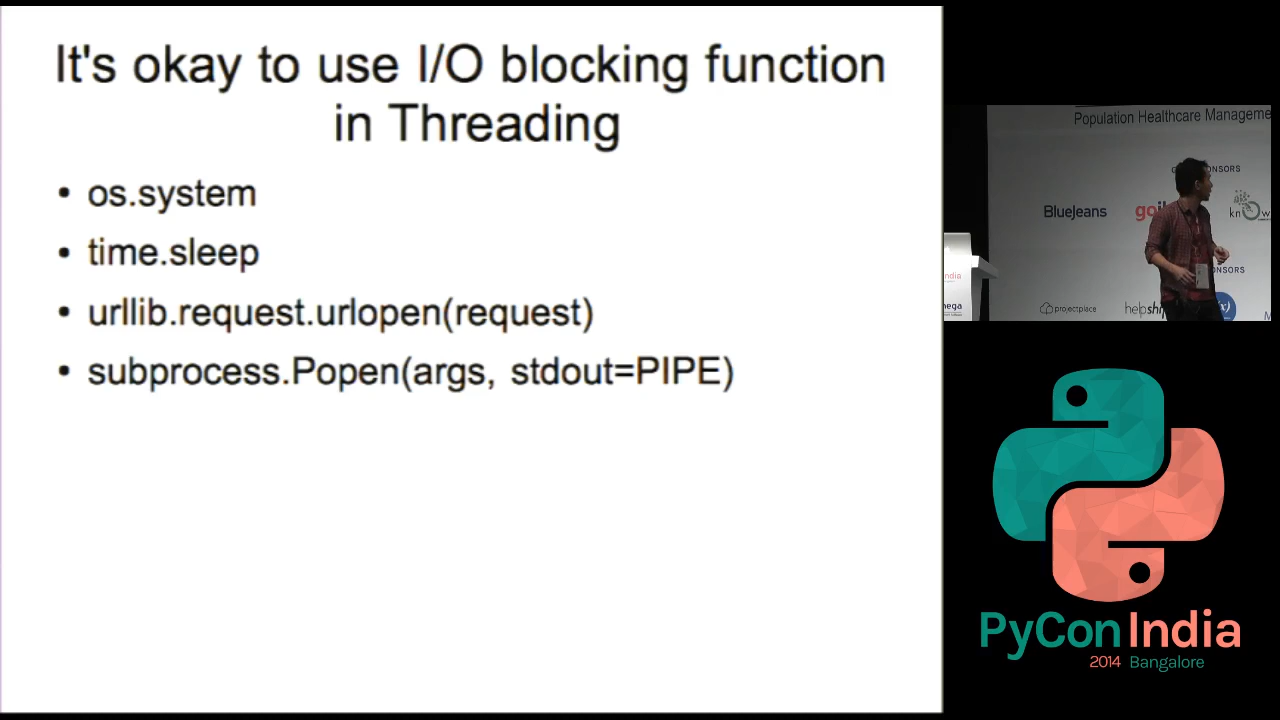 It's okay to use I/O blocking function
in Threading
• os.system
• time.sleep
• urllib.request.urlopen(request)
• subprocess.Popen(args, stdout=PIPE)
Population Healthcare Manageme
BlueJeans
projectplace
PyCon India
2014 Bangalore